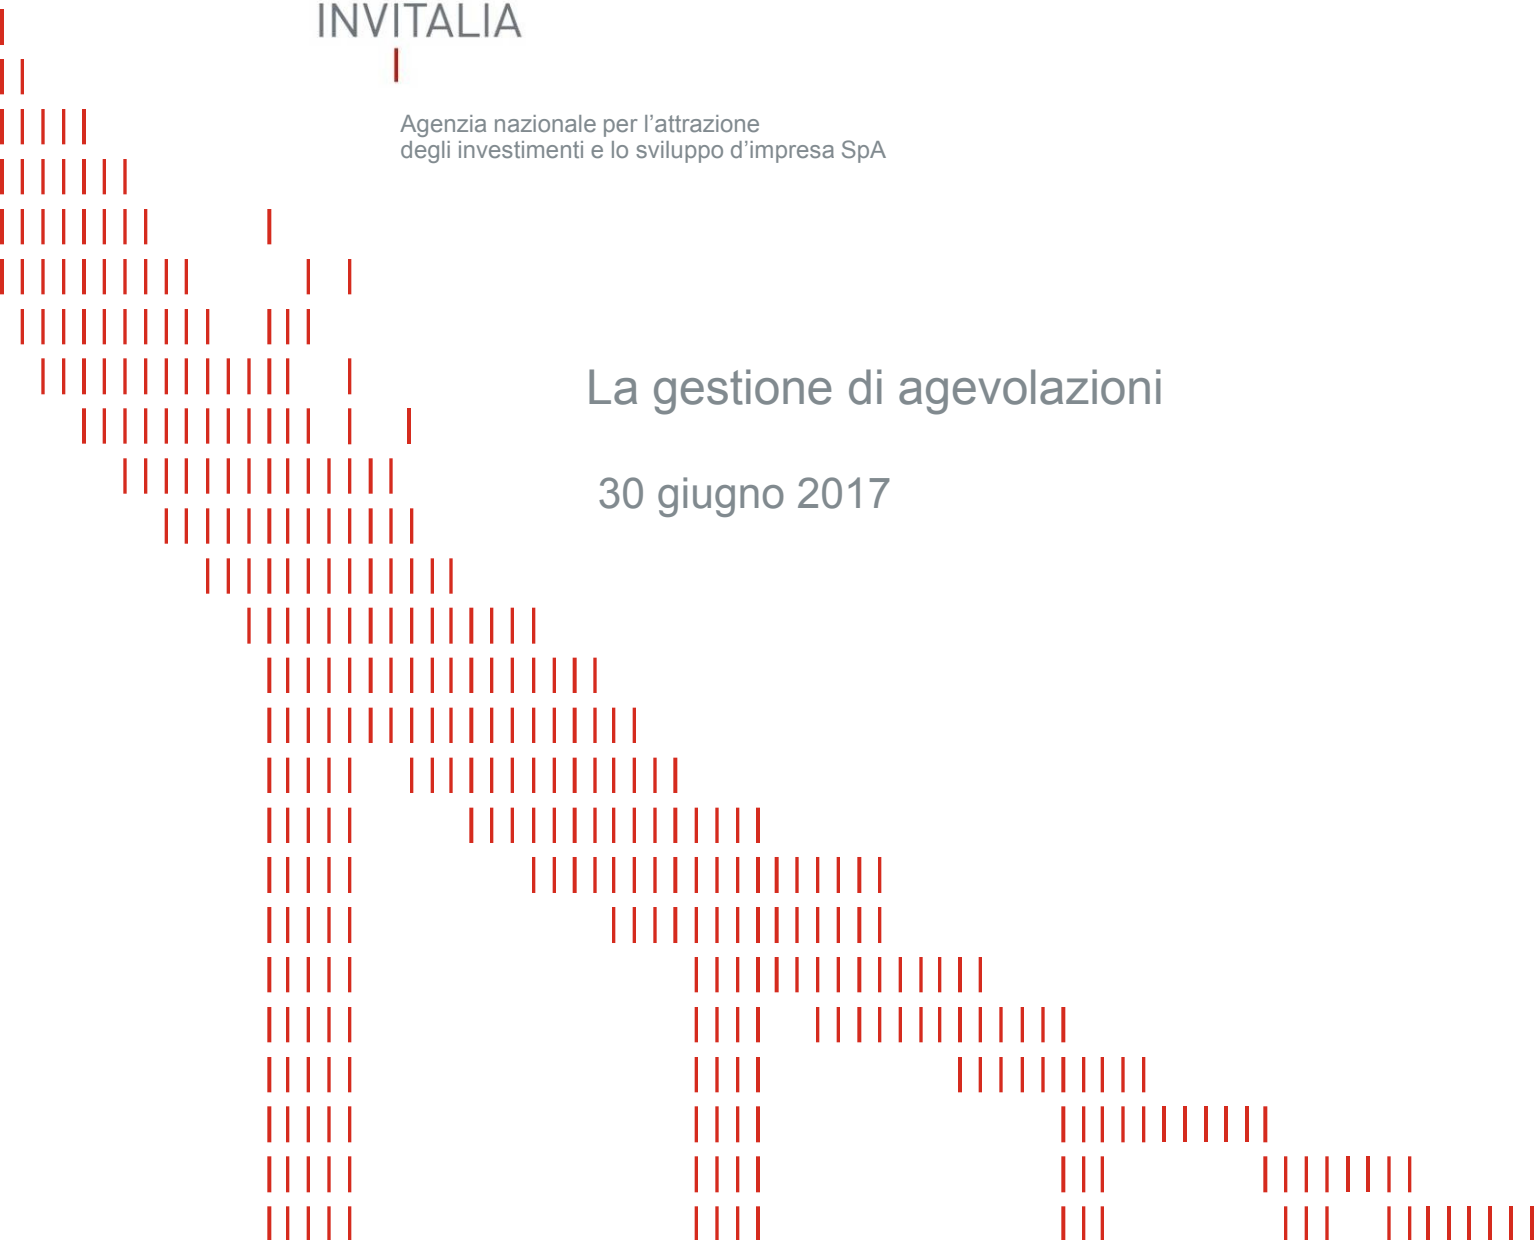 INVITALIA
Agenzia nazionale per l'attrazione
degli investimenti e lo sviluppo d'impresa SpA
La gestione di agevolazioni
30 giugno 2017